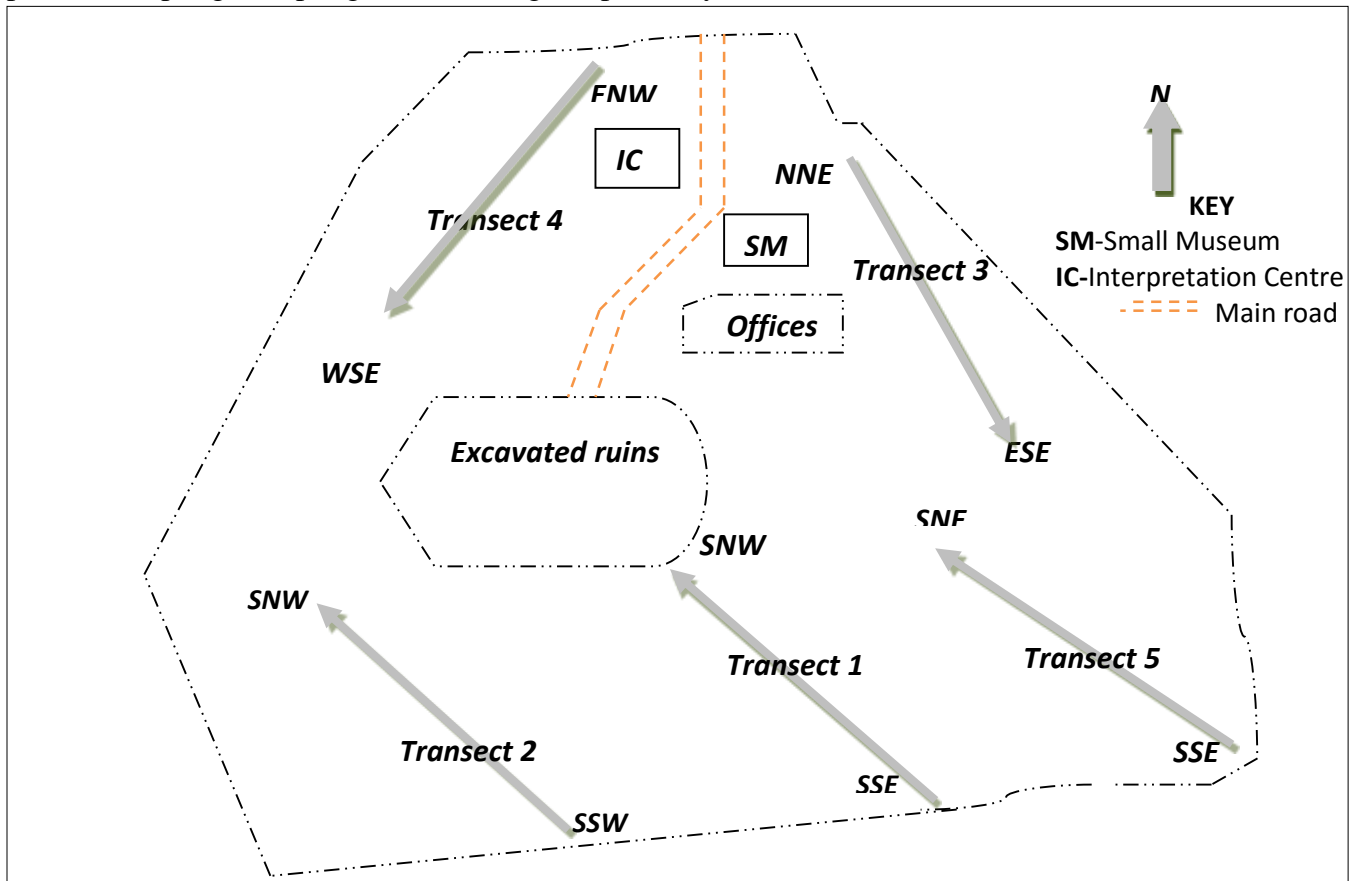 N
ENW
IC
NNE
KEY
SM-Small Museum
IC-Interpretation Centre
Main road
Transect 4
SM
Transect 3
Offices
WSE
Excavated ruins
ESE
SNE
SNW
SNW
Transect 1
Transect 5
Transect 2
SSE
SSE
SSW